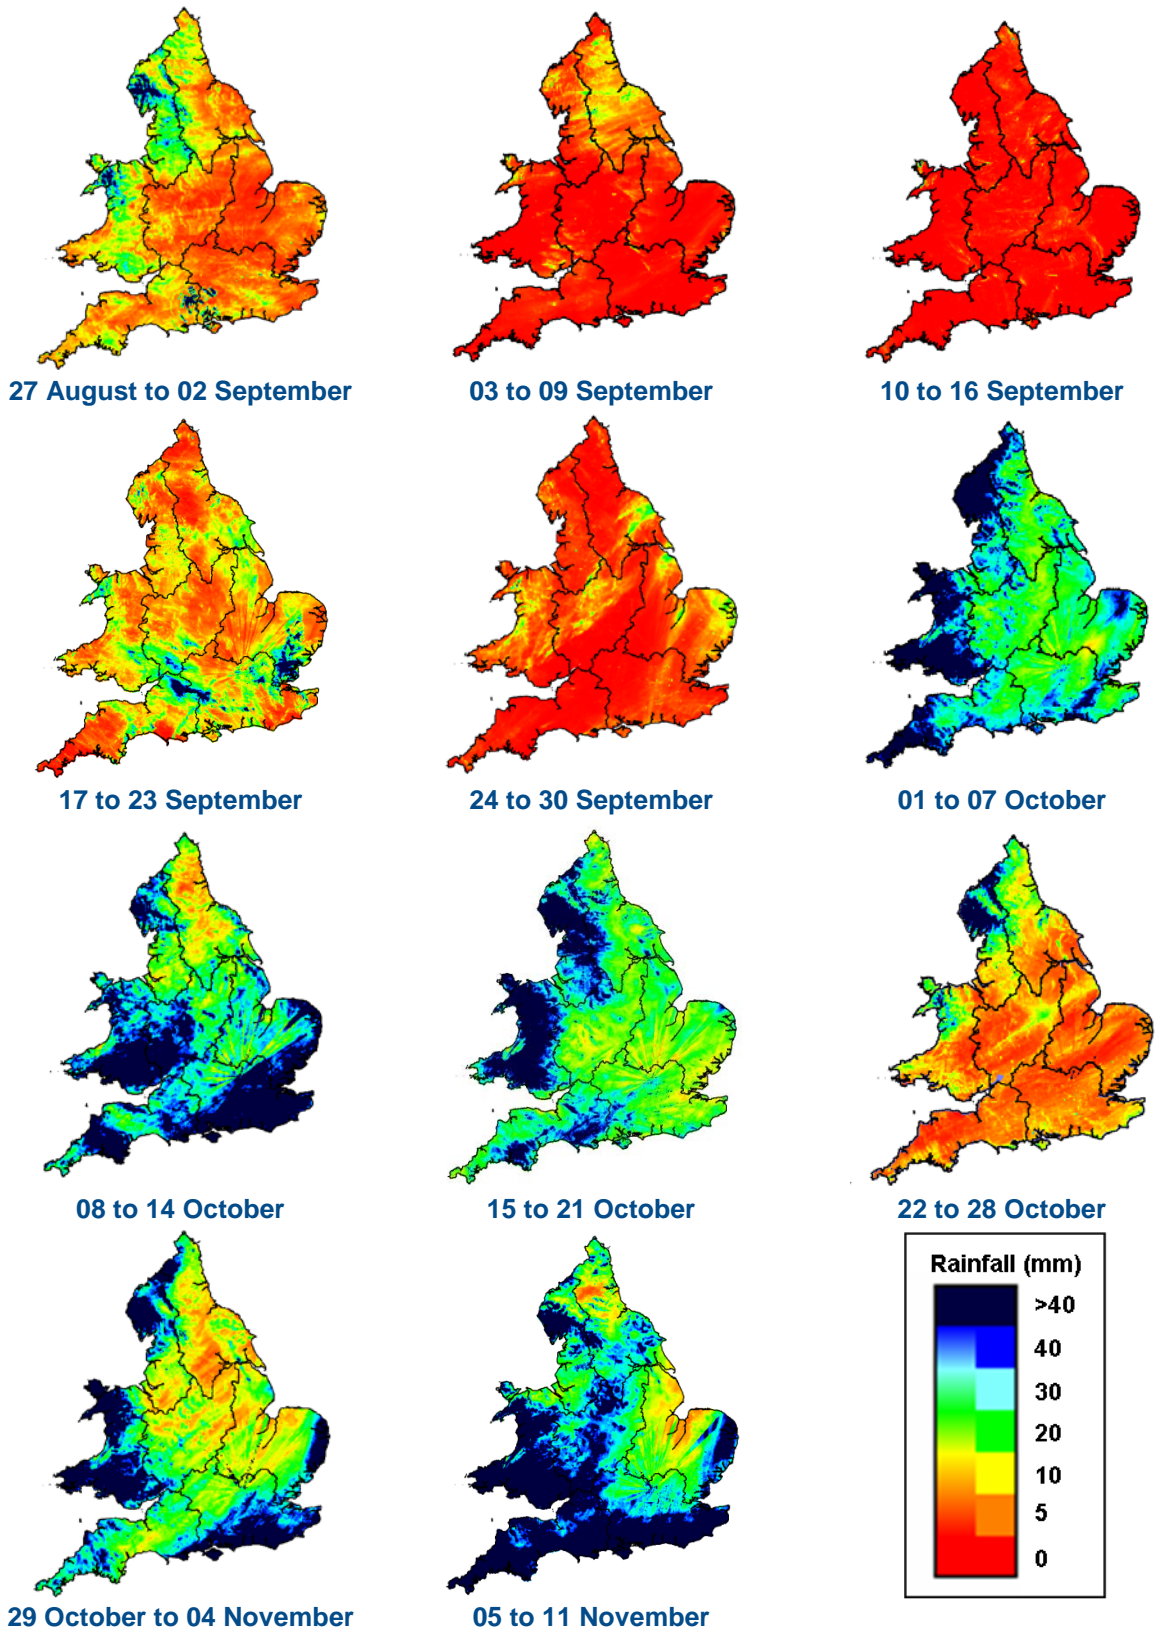 27 August to 02 September
03 to 09 September
10 to 16 September
17 to 23 September
24 to 30 September
01 to 07 October
08 to 14 October
15 to 21 October
22 to 28 October
Rainfall (mm)
>40
40
30
20
10
5
0
29 October to 04 November
05 to 11 November